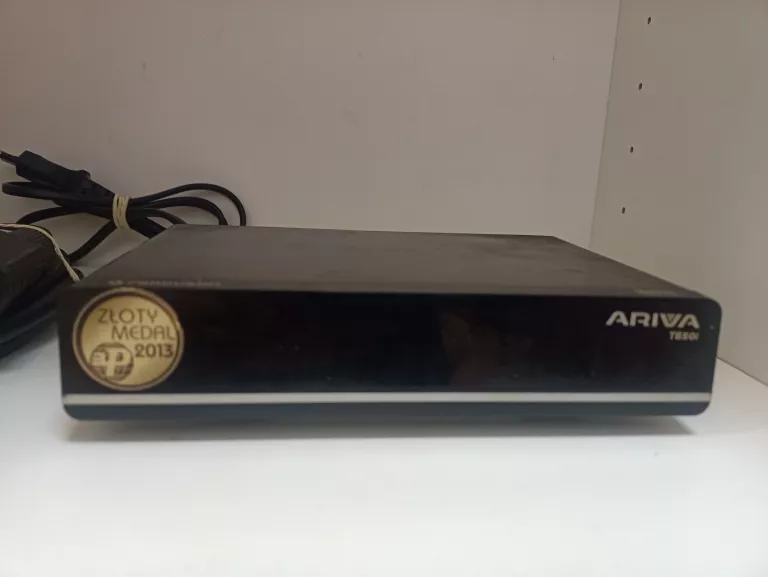 ZŁOTY
MEDAL
2013
ARIVA
T650i